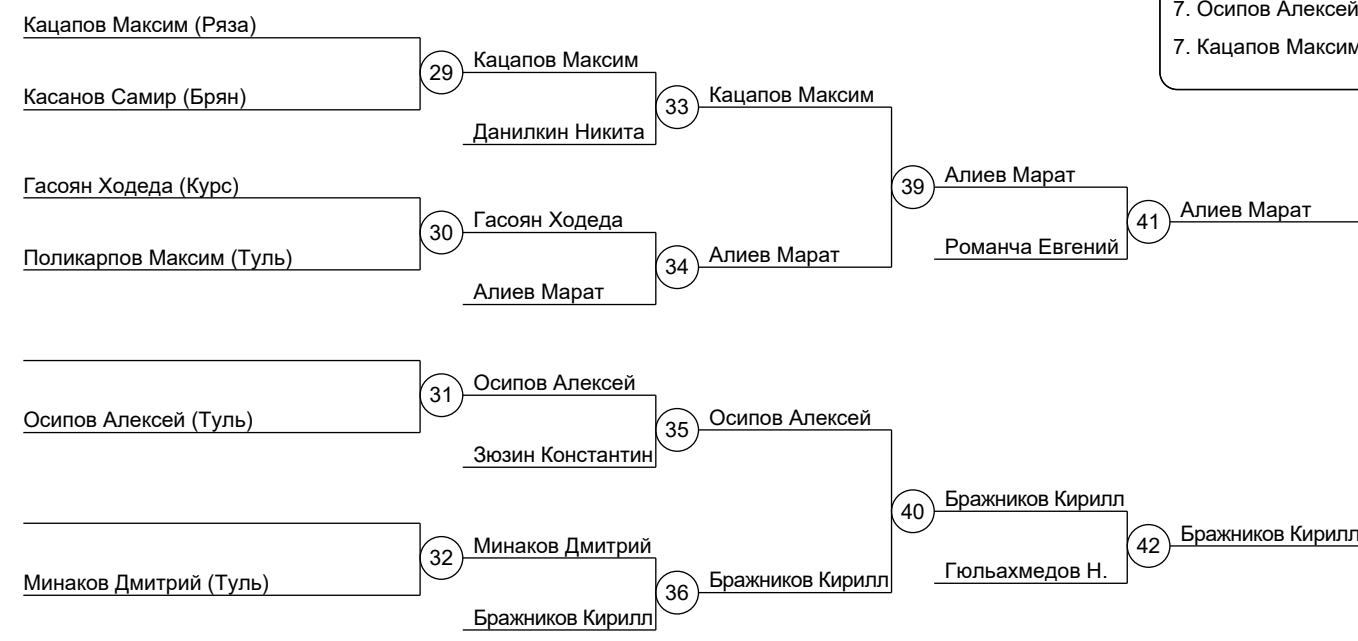 7. Осипов Алексей
7. Кацапов Максим
Кацапов Максим (Ряза)
29
Кацапов Максим
Касанов Самир (Брян)
33
Кацапов Максим
Данилкин Никита
Гасоян Ходеда (Курс)
39
Алиев Марат
30
Гасоян Ходеда
41
Алиев Марат
Поликарпов Максим (Туль)
34
Алиев Марат
Романча Евгений
Алиев Марат
31
Осипов Алексей
Осипов Алексей (Туль)
35
Осипов Алексей
Зюзин Константин
40
Бражников Кирилл
32
Минаков Дмитрий
42
Бражников Кирилл
Минаков Дмитрий (Туль)
36
Бражников Кирилл
Гюльахмедов Н.
Бражников Кирилл